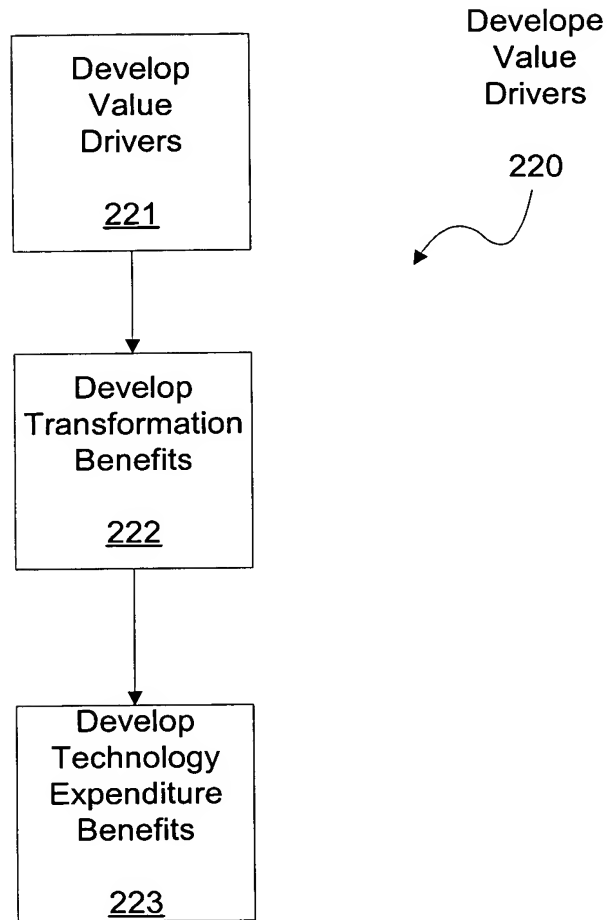 Develope
Value
Drivers
220
Develop
Value
Drivers
221
Develop
Transformation
Benefits
222
Develop
Technology
Expenditure
Benefits
223